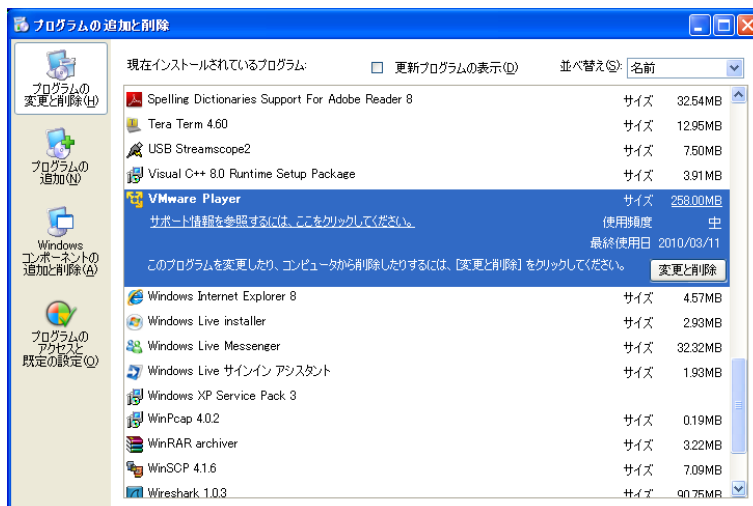 プログラムの追加と削除
プログラムの
変更と削除(H)
プログラムの
追加(N)
Windows
コンポーネントの
追加と削除(A)
プログラムの
アクセスと
既定の設定(O)
現在インストールされているプログラム: 更新プログラムの表示(D) 並べ替え(S): 名前
Spelling Dictionaries Support For Adobe Reader 8 サイズ 32.54MB
Tera Term 4.60 サイズ 12.95MB
USB Streamscope2 サイズ 7.50MB
Visual C++ 8.0 Runtime Setup Package サイズ 3.91MB
VMware Player サイズ 258.00MB
サポート情報を参照するには、ここをクリックしてください。 使用頻度 中
最終使用日 2010/03/11
このプログラムを変更したり、コンピュータから削除したりするには、[変更と削除] をクリックしてください。 変更と削除
Windows Internet Explorer 8 サイズ 4.57MB
Windows Live installer サイズ 2.93MB
Windows Live Messenger サイズ 32.32MB
Windows Live サインイン アシスタント サイズ 1.93MB
Windows XP Service Pack 3
WinPcap 4.0.2 サイズ 0.19MB
WinRAR archiver サイズ 3.22MB
WinSCP 4.1.6 サイズ 7.09MB
Wireshark 1.0.3 サイズ 90.75MB